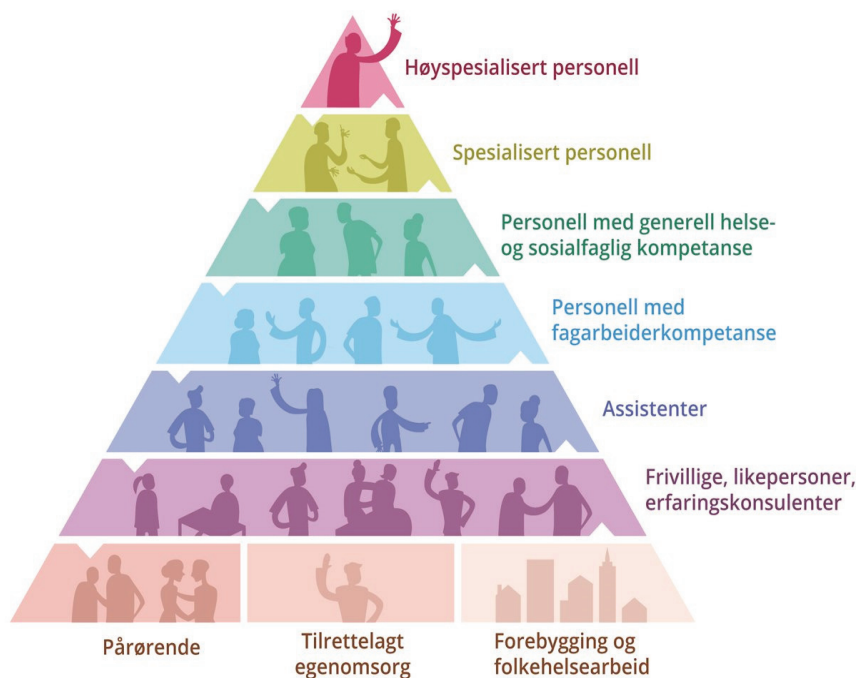 Høyspesialisert personell
Spesialisert personell
Personell med generell helse-
og sosialfaglig kompetanse
Personell med
fagarbeiderkompetanse
Assistenter
Frivillige, likepersoner,
erfaringskonsulenter
Pårørende
Tilrettelagt
egenomsorg
Forebygging og
folkehelsearbeid